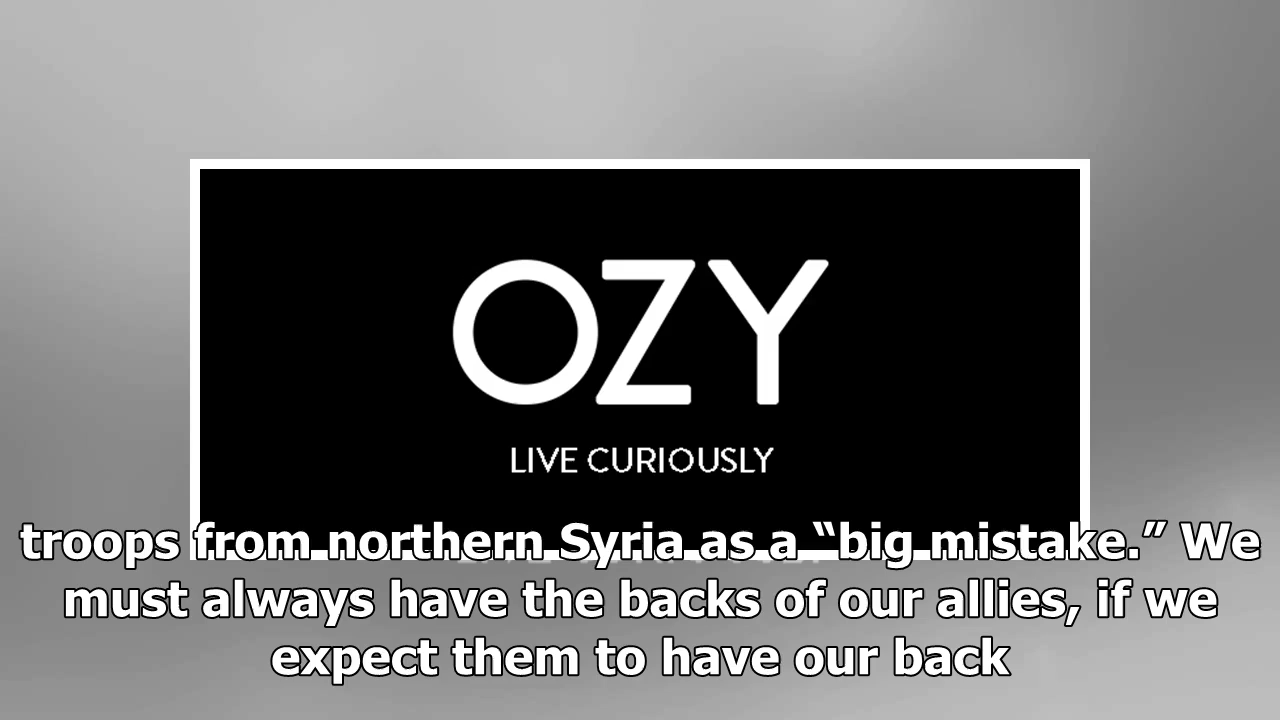 OZY
LIVE CURIOUSLY
troops from northern Syria as a “big mistake.” We
must always have the backs of our allies, if we
expect them to have our back